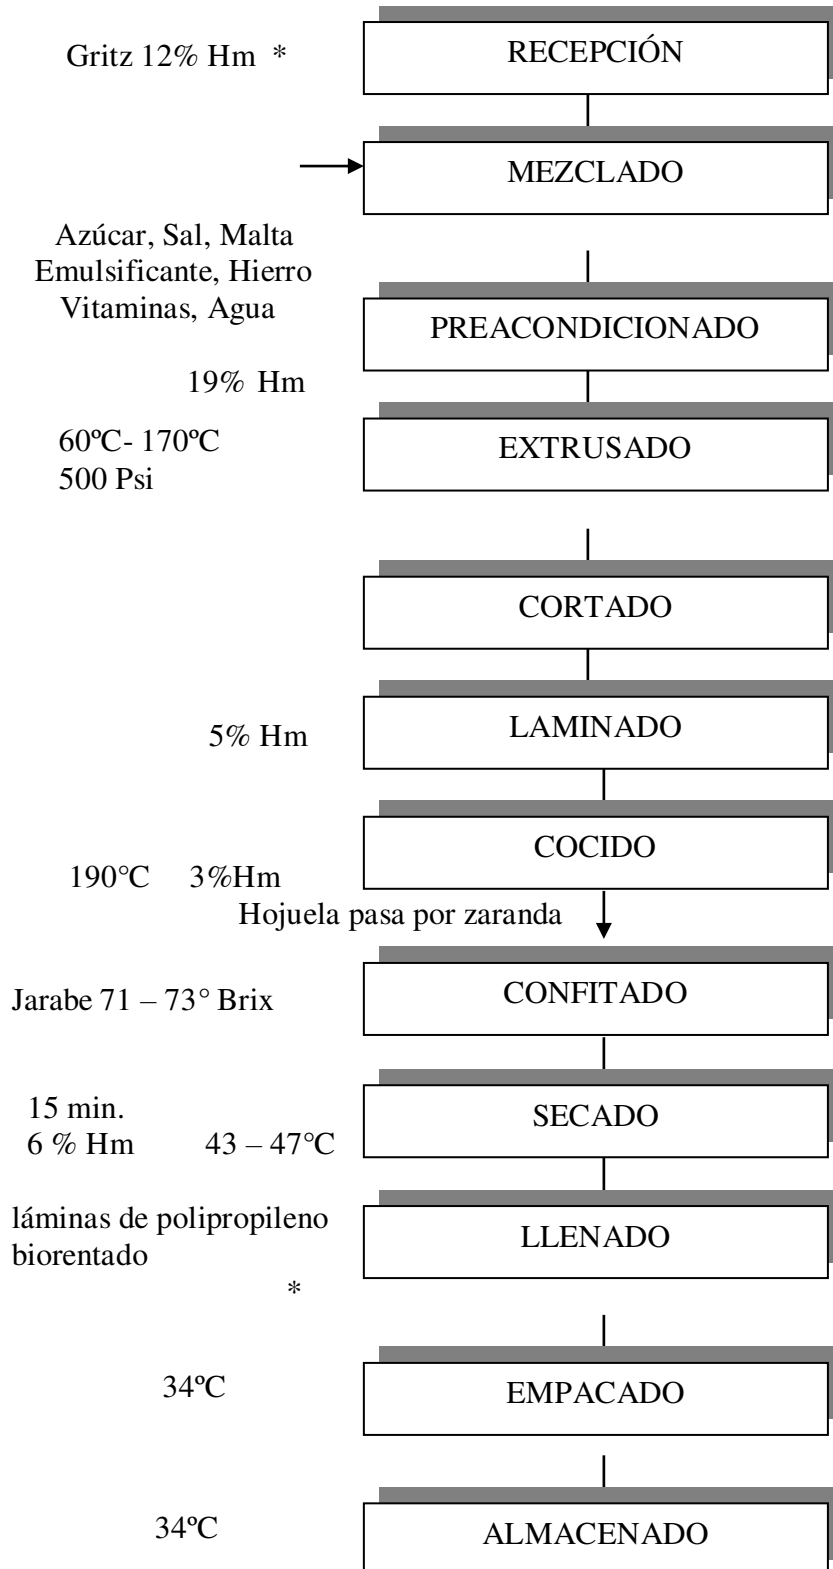 Gritz 12% Hm *
RECEPCIÓN
MEZCLADO
Azúcar, Sal, Malta
Emulsificante, Hierro
Vitaminas, Agua
PREACONDICIONADO
19% Hm
60ºC- 170ºC
500 Psi
EXTRUSADO
CORTADO
5% Hm
LAMINADO
COCIDO
190°C 3%Hm
Hojuela pasa por zaranda
Jarabe 71 – 73° Brix
CONFITADO
15 min.
6 % Hm 43 – 47°C
SECADO
láminas de polipropileno
biorentado
*
LLENADO
34ºC
EMPACADO
34ºC
ALMACENADO